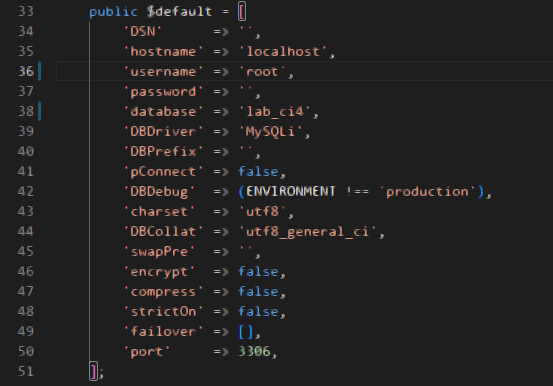 33 public $default = [
34 'DSN' => '',
35 'hostname' => 'localhost',
36 'username' => 'root',
37 'password' => '',
38 'database' => 'lab_ci4',
39 'DBDriver' => 'MySQLi',
40 'DBPrefix' => '',
41 'pConnect' => false,
42 'DBDebug' => (ENVIRONMENT !== 'production'),
43 'charset' => 'utf8',
44 'DBCollat' => 'utf8_general_ci',
45 'swapPre' => '',
46 'encrypt' => false,
47 'compress' => false,
48 'strictOn' => false,
49 'failover' => [],
50 'port' => 3306,
51 ];